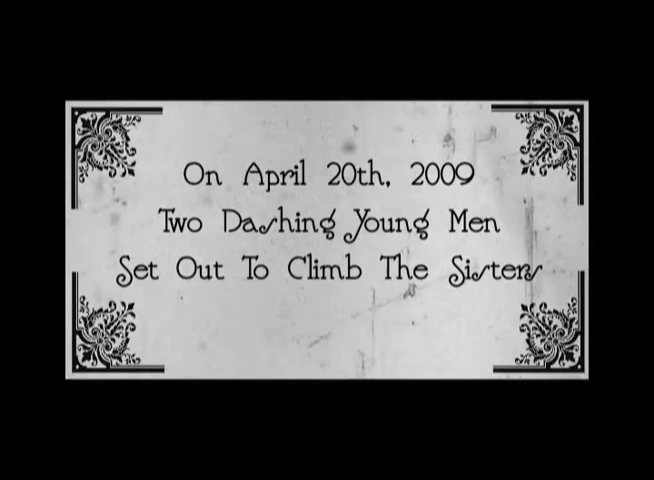 On April 20th, 2009
Two Dashing Young Men
Set Out To Climb The Sisters